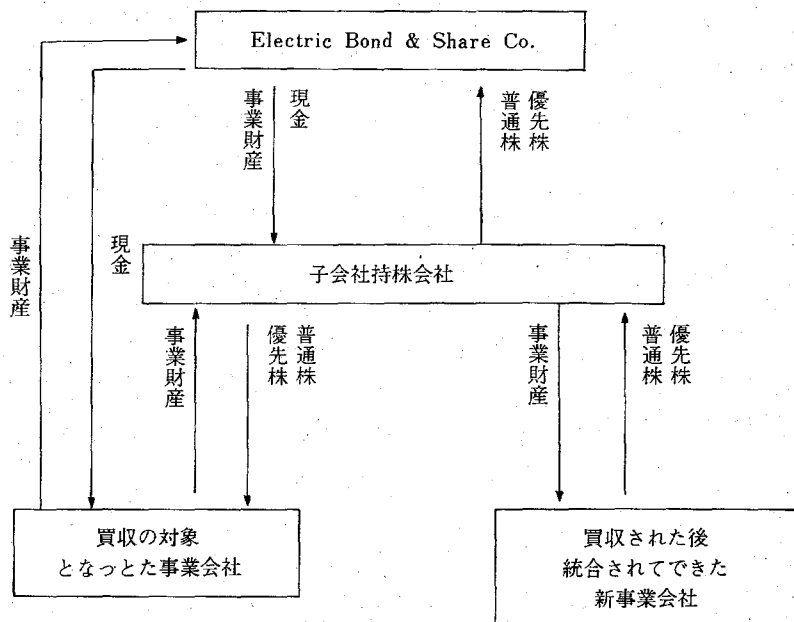 Electric Bond & Share Co.
事業財産
現金
事業財産
現金
普通株
優先株
子会社持株会社
事業財産
優先株
普通株
事業財産
普通株
優先株
買収の対象
となっとた事業会社
買収された後
統合されてできた
新事業会社